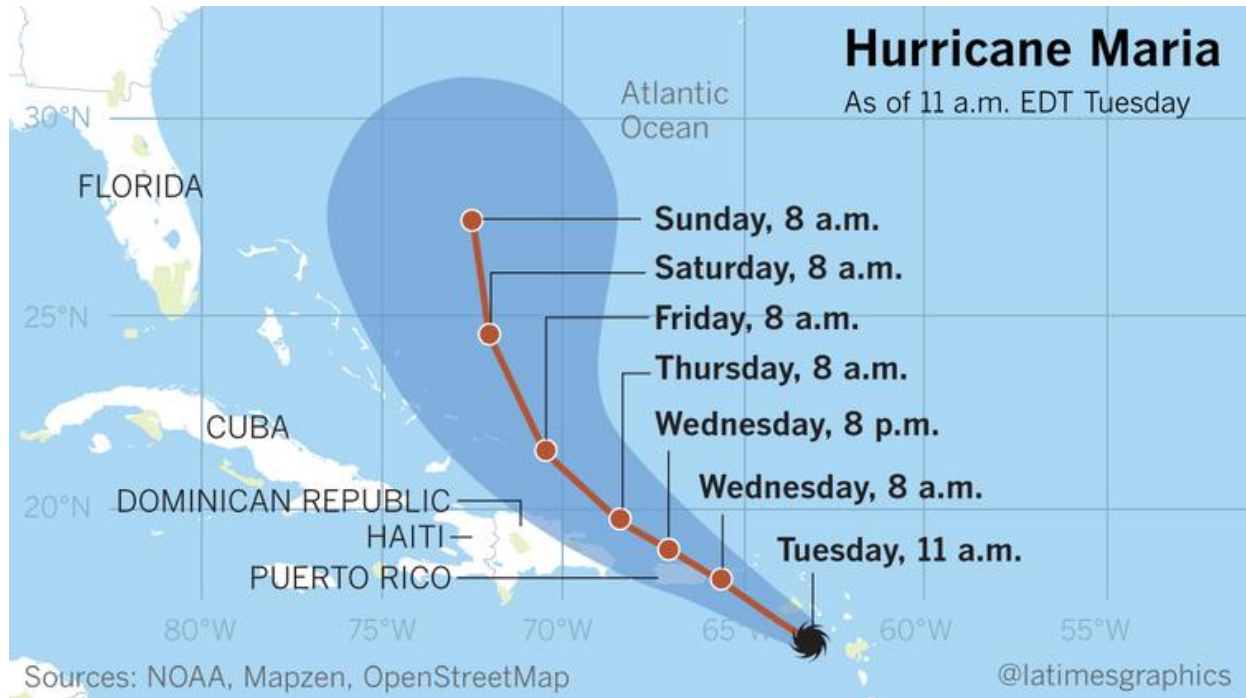 Hurricane Maria
As of 11 a.m. EDT Tuesday
Atlantic
Ocean
30°N
FLORIDA
Sunday, 8 a.m.
Saturday, 8 a.m.
25°N
Friday, 8 a.m.
Thursday, 8 a.m.
CUBA
Wednesday, 8 p.m.
Wednesday, 8 a.m.
20°N
DOMINICAN REPUBLIC
HAITI
Tuesday, 11 a.m.
PUERTO RICO
80°W
75°W
70°W
65°W
60°W
55°W
Sources: NOAA, Mapzen, OpenStreetMap
@latimesgraphics